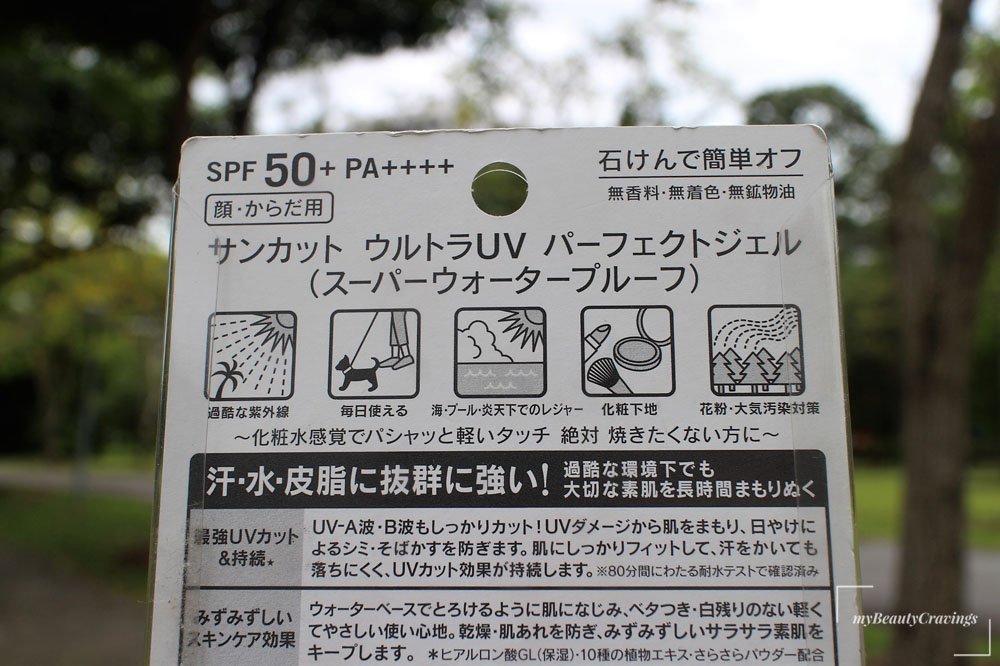 SPF 50+ PA++++
石けんで簡単オフ
顔・からだ用
無香料・無着色・無鉱物油
サンカット ウルトラUV パーフェクトジェル
(スーパーウォータープルーフ)
過酷な紫外線
毎日使える
海・プール・炎天下でのレジャー
化粧下地
花粉・大気汚染対策
〜化粧水感覚でパシャッと軽いタッチ 絶対 焼きたくない方に〜
汗・水・皮脂に抜群に強い!
過酷な環境下でも
大切な素肌を長時間まもりぬく
最強UVカット
&持続★
UV-A波・B波もしっかりカット!UVダメージから肌をまもり、日やけに
よるシミ・そばかすを防ぎます。肌にしっかりフィットして、汗をかいても
落ちにくく、UVカット効果が持続します。※80分間にわたる耐水テストで確認済み
みずみずしい
スキンケア効果
ウォーターベースでとろけるように肌になじみ、ベタつき・白残りのない軽く
てやさしい使い心地。乾燥・肌あれを防ぎ、みずみずしいサラサラ素肌を
キープします。 *ヒアルロン酸GL(保湿)・10種の植物エキス・さらさらパウダー配合
myBeautyCravings